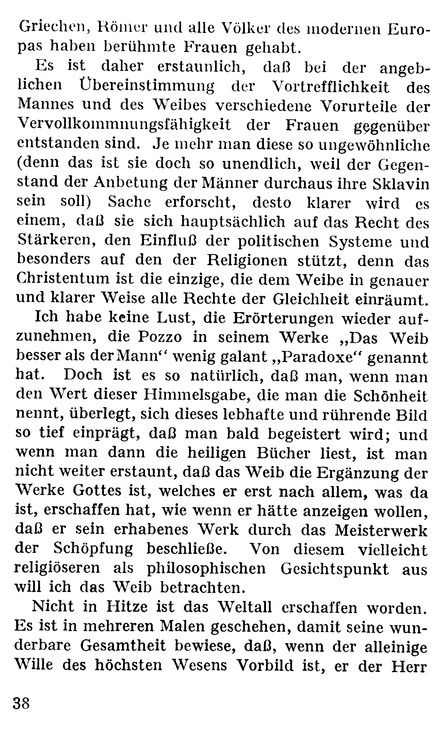 Griechen, Römer und alle Völker des modernen Euro-
pas haben berühmte Frauen gehabt.
Es ist daher erstaunlich, daß bei der angeb-
lichen Übereinstimmung der Vortrefflichkeit des
Mannes und des Weibes verschiedene Vorurteile der
Vervollkommnungsfähigkeit der Frauen gegenüber
entstanden sind. Je mehr man diese so ungewöhnliche
(denn das ist sie doch so unendlich, weil der Gegen-
stand der Anbetung der Männer durchaus ihre Sklavin
sein soll) Sache erforscht, desto klarer wird es
einem, daß sie sich hauptsächlich auf das Recht des
Stärkeren, den Einfluß der politischen Systeme und
besonders auf den der Religionen stützt, denn das
Christentum ist die einzige, die dem Weibe in genauer
und klarer Weise alle Rechte der Gleichheit einräumt.
Ich habe keine Lust, die Erörterungen wieder auf-
zunehmen, die Pozzo in seinem Werke „Das Weib
besser als der Mann“ wenig galant „Paradoxe“ genannt
hat. Doch ist es so natürlich, daß man, wenn man
den Wert dieser Himmelsgabe, die man die Schönheit
nennt, überlegt, sich dieses lebhafte und rührende Bild
so tief einprägt, daß man bald begeistert wird; und
wenn man dann die heiligen Bücher liest, ist man
nicht weiter erstaunt, daß das Weib die Ergänzung der
Werke Gottes ist, welches er erst nach allem, was da
ist, erschaffen hat, wie wenn er hätte anzeigen wollen,
daß er sein erhabenes Werk durch das Meisterwerk
der Schöpfung beschließe. Von diesem vielleicht
religiöseren als philosophischen Gesichtspunkt aus
will ich das Weib betrachten.
Nicht in Hitze ist das Weltall erschaffen worden.
Es ist in mehreren Malen geschehen, damit seine wun-
derbare Gesamtheit bewiese, daß, wenn der alleinige
Wille des höchsten Wesens Vorbild ist, er der Herr
38